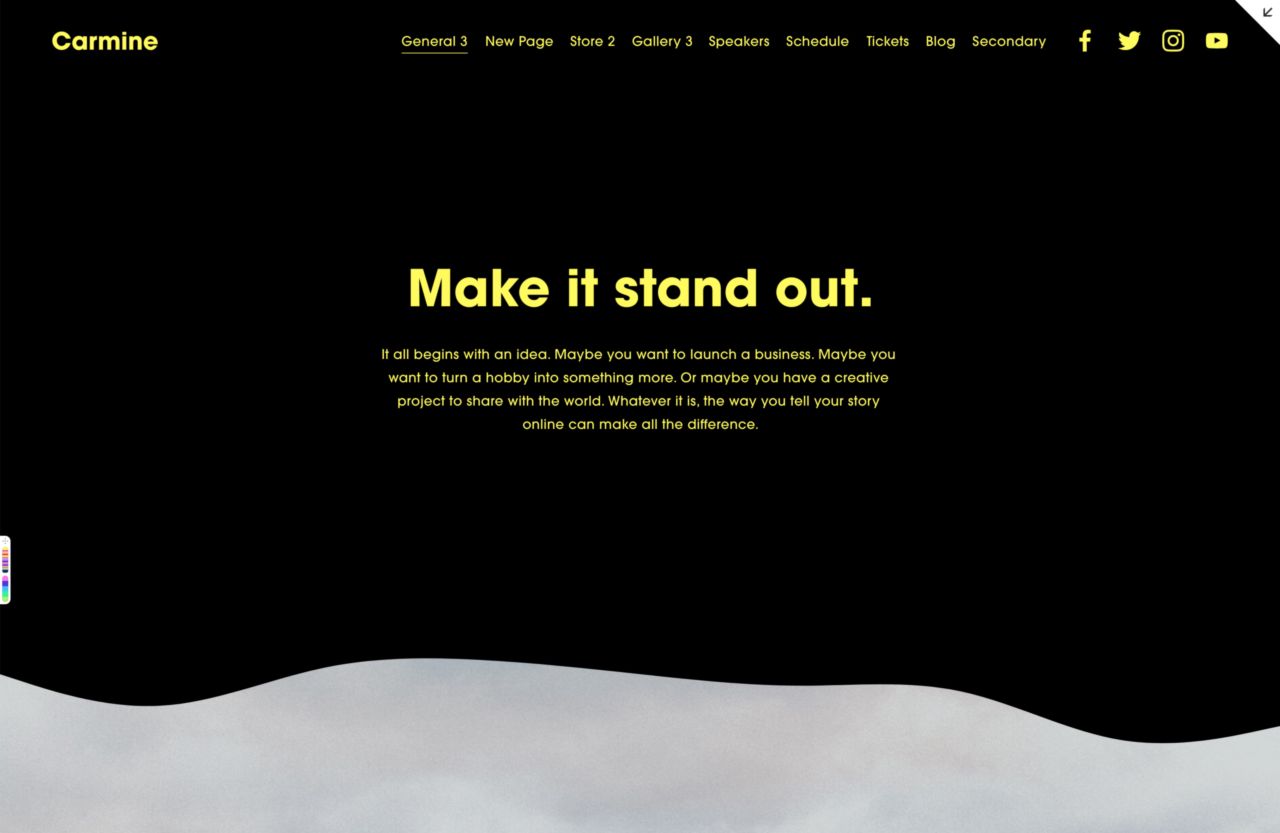 Carmine
General 3 New Page Store 2 Gallery 3 Speakers Schedule Tickets Blog Secondary
Make it stand out.
It all begins with an idea. Maybe you want to launch a business. Maybe you
want to turn a hobby into something more. Or maybe you have a creative
project to share with the world. Whatever it is, the way you tell your story
online can make all the difference.